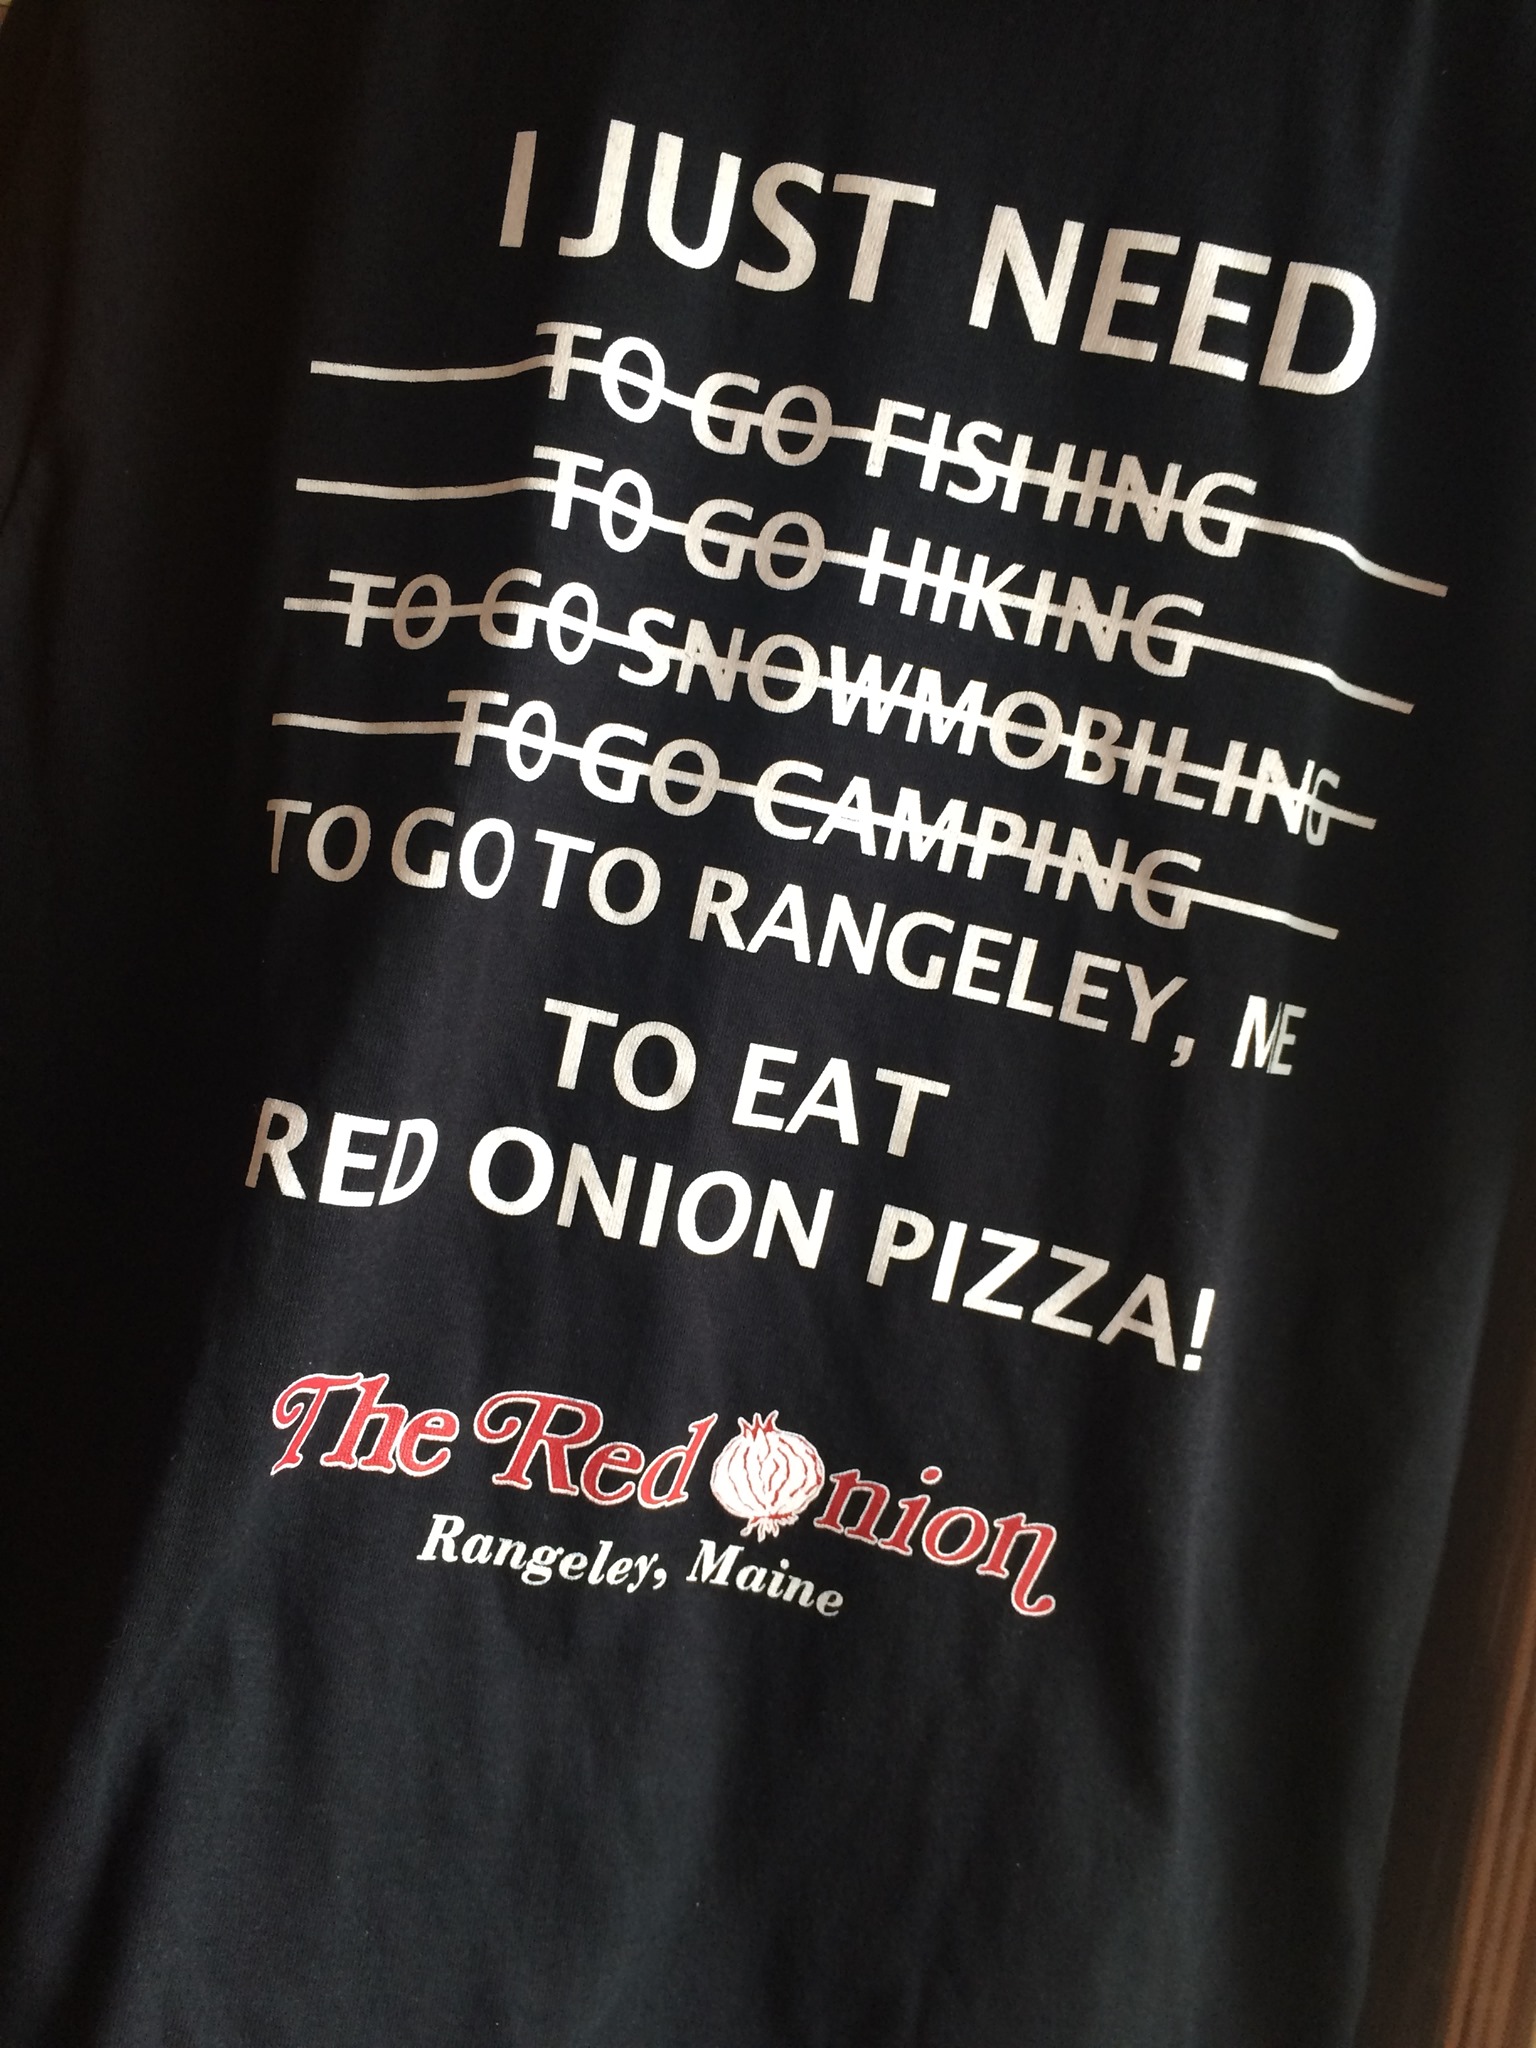 I JUST NEED
TO GO FISHING
TO GO HIKING
TO GO SNOWMOBILING
TO GO CAMPING
TO GO TO RANGELEY, ME
TO EAT
RED ONION PIZZA!
The Red Onion
Rangeley, Maine